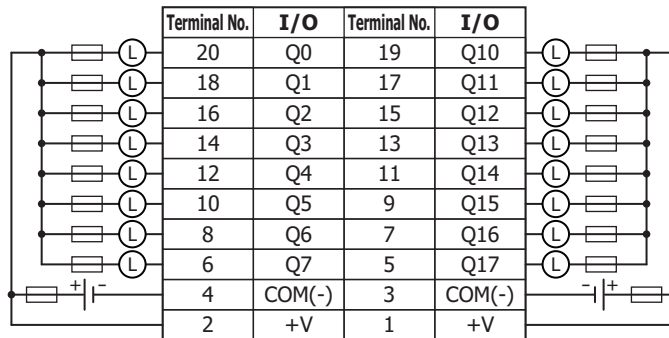 Terminal No. I/O Terminal No. I/O
L 20 Q0 19 Q10 L
L 18 Q1 17 Q11 L
L 16 Q2 15 Q12 L
L 14 Q3 13 Q13 L
L 12 Q4 11 Q14 L
L 10 Q5 9 Q15 L
L 8 Q6 7 Q16 L
L 6 Q7 5 Q17 L
+ - 4 COM(-) 3 COM(-) - +
2 +V 1 +V